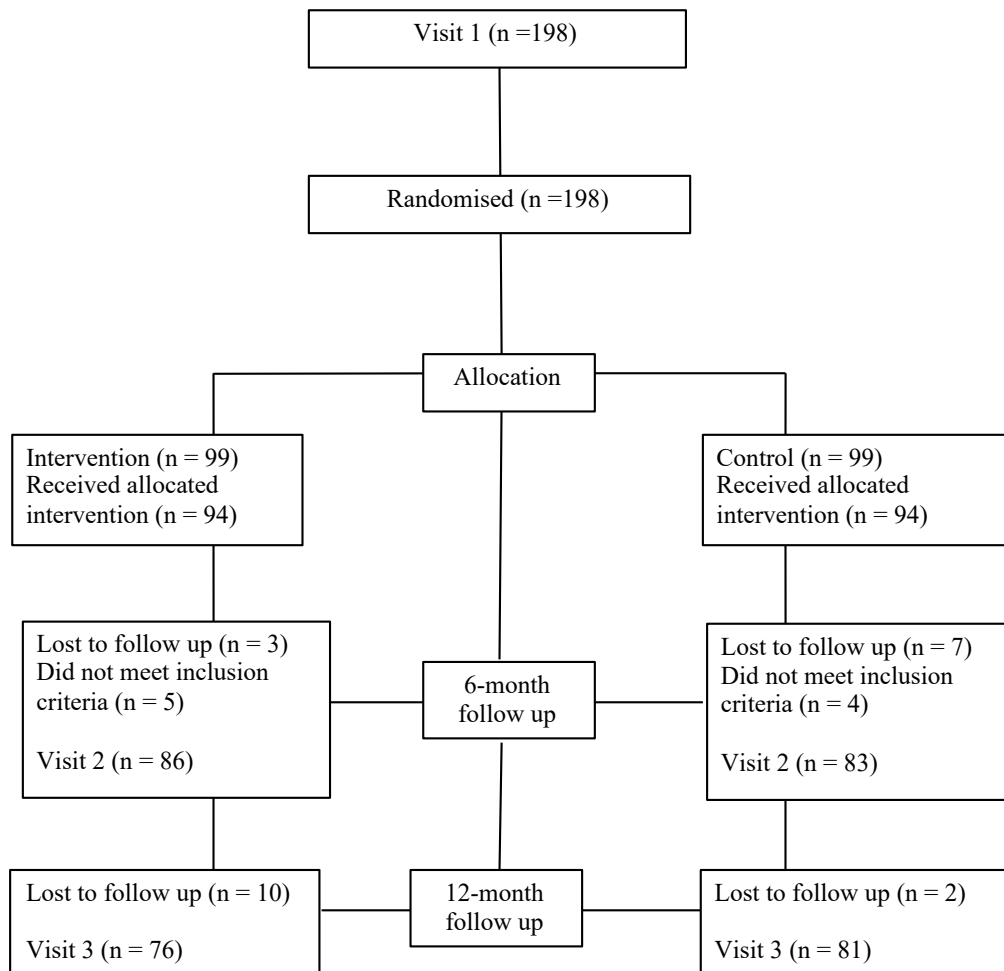 Visit 1 (n =198)
Randomised (n =198)
Allocation
Intervention (n = 99)
Received allocated
intervention (n = 94)
Control (n = 99)
Received allocated
intervention (n = 94)
Lost to follow up (n = 3)
Did not meet inclusion
criteria (n = 5)
Visit 2 (n = 86)
6-month
follow up
Lost to follow up (n = 7)
Did not meet inclusion
criteria (n = 4)
Visit 2 (n = 83)
Lost to follow up (n = 10)
Visit 3 (n = 76)
12-month
follow up
Lost to follow up (n = 2)
Visit 3 (n = 81)